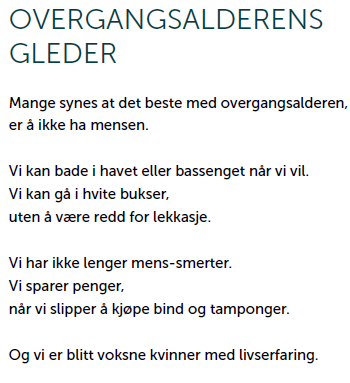 OVERGANGSALDERENS
GLEDER
Mange synes at det beste med overgangsalderen,
er å ikke ha mensen.
Vi kan bade i havet eller bassenget når vi vil.
Vi kan gå i hvite bukser,
uten å være redd for lekkasje.
Vi har ikke lenger mens-smerter.
Vi sparer penger,
når vi slipper å kjøpe bind og tamponger.
Og vi er blitt voksne kvinner med livserfaring.